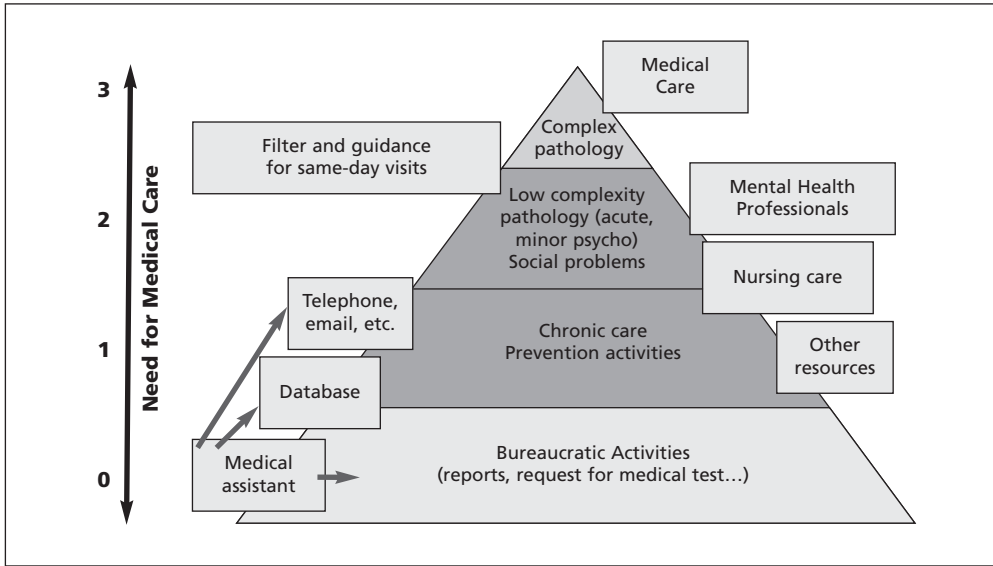 3
2
1
0
Need for Medical Care
Medical
Care
Complex
pathology
Filter and guidance
for same-day visits
Low complexity
pathology (acute,
minor psycho)
Social problems
Mental Health
Professionals
Nursing care
Telephone,
email, etc.
Chronic care
Prevention activities
Other
resources
Database
Medical
assistant
Bureaucratic Activities
(reports, request for medical test…)